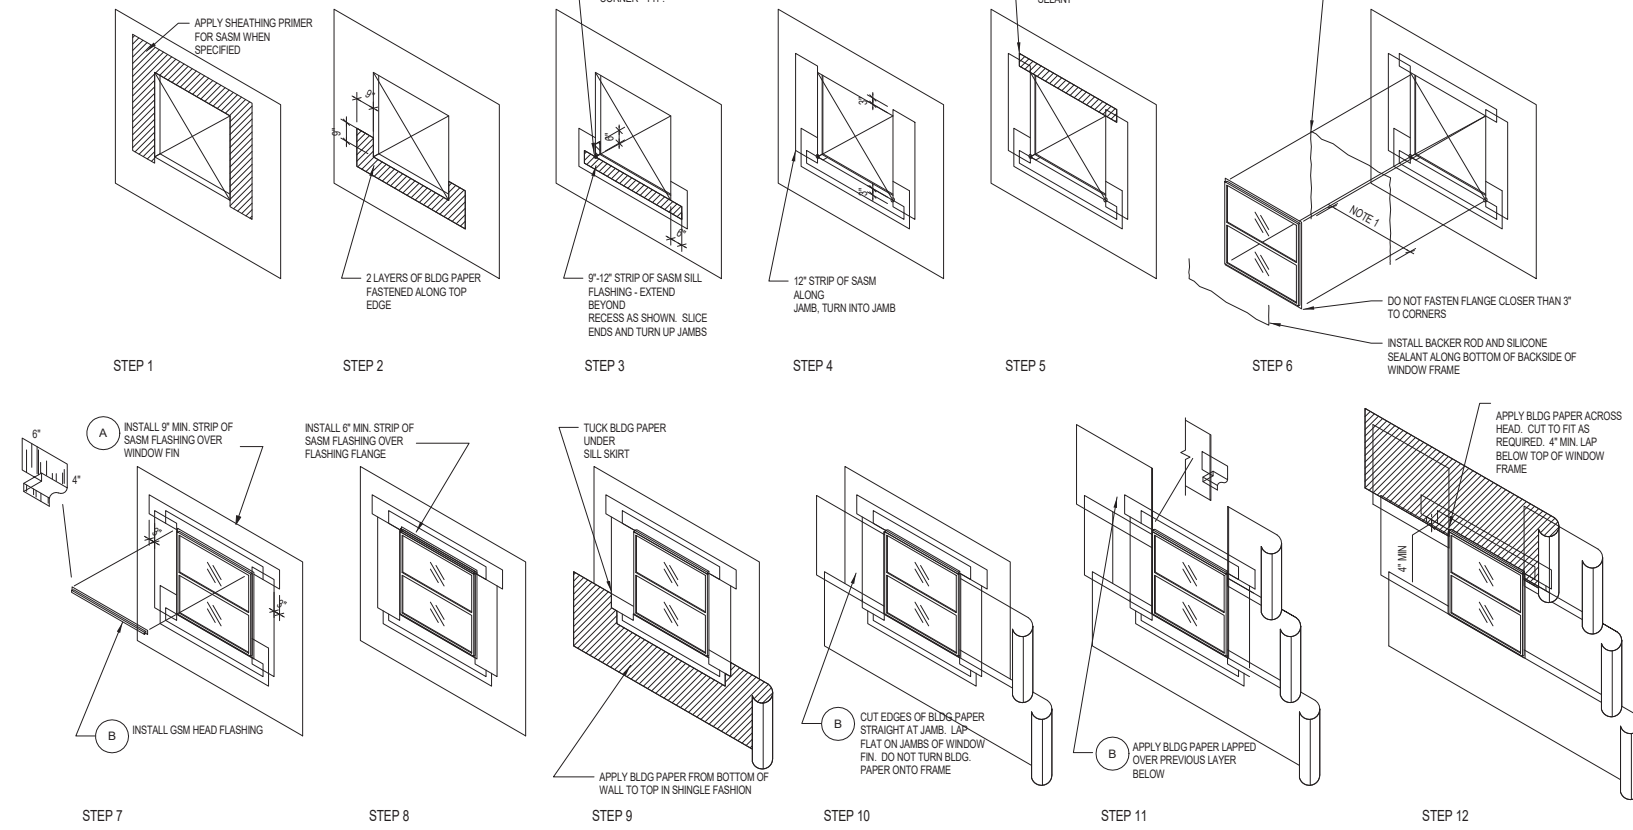 CORNER - TYP.
SELANT
APPLY SHEATHING PRIMER
FOR SASM WHEN
SPECIFIED
9"
9"
2 LAYERS OF BLDG PAPER
FASTENED ALONG TOP
EDGE
6"
6"
9"-12" STRIP OF SASM SILL
FLASHING - EXTEND
BEYOND
RECESS AS SHOWN. SLICE
ENDS AND TURN UP JAMBS
3"
12" STRIP OF SASM
ALONG
JAMB, TURN INTO JAMB
NOTE 1
DO NOT FASTEN FLANGE CLOSER THAN 3"
TO CORNERS
INSTALL BACKER ROD AND SILICONE
SEALANT ALONG BOTTOM OF BACKSIDE OF
WINDOW FRAME
STEP 1
STEP 2
STEP 3
STEP 4
STEP 5
STEP 6
6"
4"
A
INSTALL 9" MIN. STRIP OF
SASM FLASHING OVER
WINDOW FIN
B
INSTALL GSM HEAD FLASHING
INSTALL 6" MIN. STRIP OF
SASM FLASHING OVER
FLASHING FLANGE
TUCK BLDG PAPER
UNDER
SILL SKIRT
APPLY BLDG PAPER FROM BOTTOM OF
WALL TO TOP IN SHINGLE FASHION
B
CUT EDGES OF BLDG PAPER
STRAIGHT AT JAMB. LAP
FLAT ON JAMBS OF WINDOW
FIN. DO NOT TURN BLDG.
PAPER ONTO FRAME
B
APPLY BLDG PAPER LAPPED
OVER PREVIOUS LAYER
BELOW
APPLY BLDG PAPER ACROSS
HEAD. CUT TO FIT AS
REQUIRED. 4" MIN. LAP
BELOW TOP OF WINDOW
FRAME
4" MIN
STEP 7
STEP 8
STEP 9
STEP 10
STEP 11
STEP 12